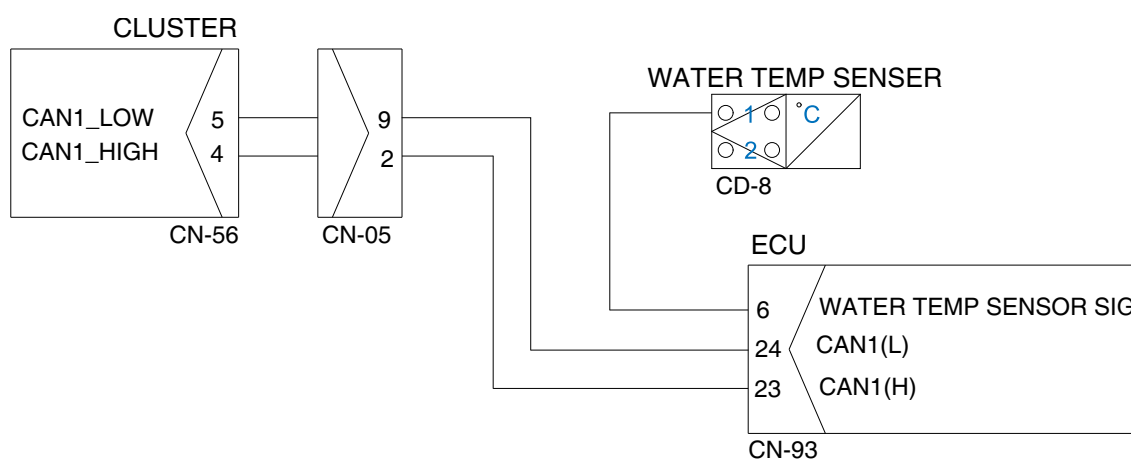 CLUSTER
CAN1_LOW 5 9
CAN1_HIGH 4 2
CN-56 CN-05
WATER TEMP SENSER
1 °C
2
CD-8
ECU
6 WATER TEMP SENSOR SIG
24 CAN1(L)
23 CAN1(H)
CN-93